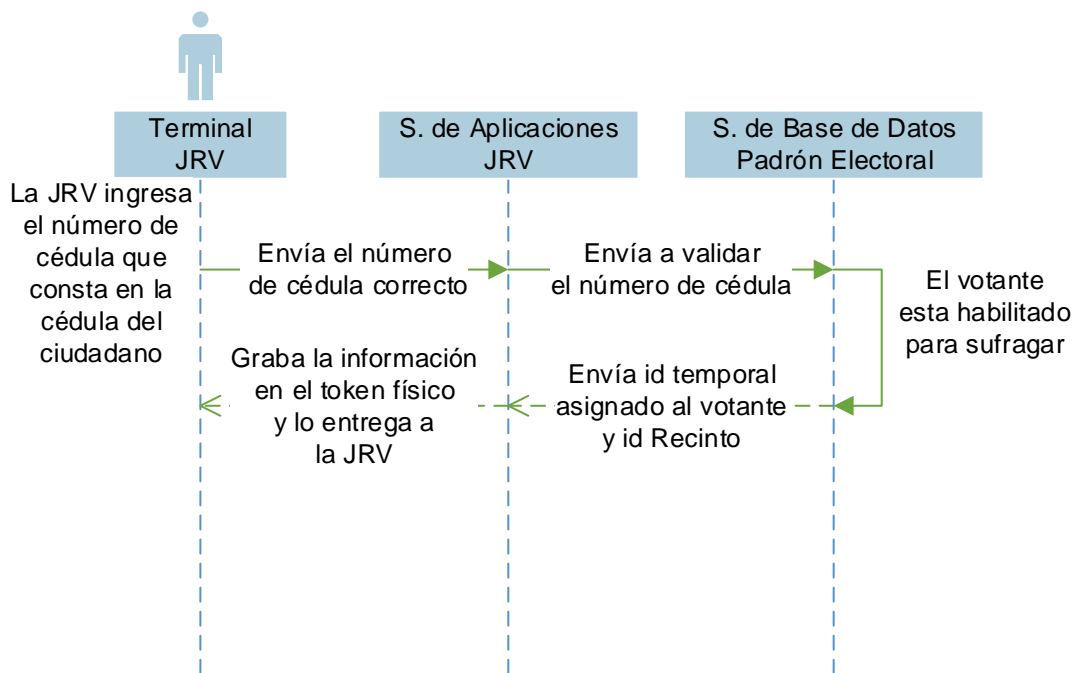 Terminal
JRV
S. de Aplicaciones
JRV
S. de Base de Datos
Padrón Electoral
La JRV ingresa
el número de
cédula que
consta en la
cédula del
ciudadano
Envía el número
de cédula correcto
Envía a validar
el número de cédula
El votante
esta habilitado
para sufragar
Graba la información
en el token físico
y lo entrega a
la JRV
Envía id temporal
asignado al votante
y id Recinto